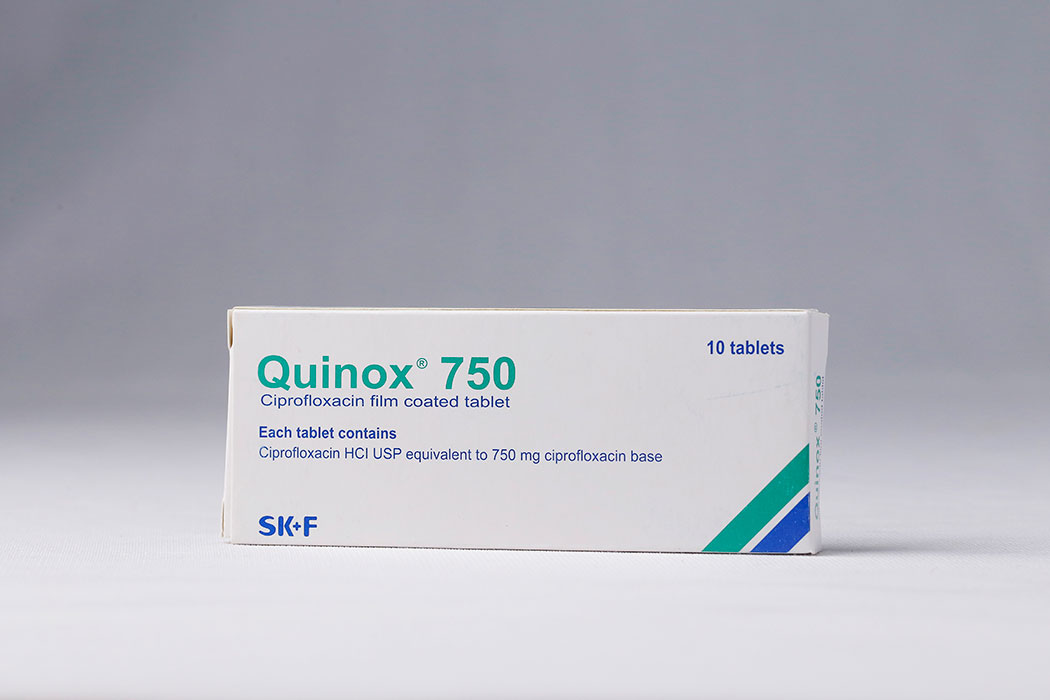 10 tablets
Quinox® 750
Ciprofloxacin film coated tablet
Each tablet contains
Ciprofloxacin HCl USP equivalent to 750 mg ciprofloxacin base
SK+F
Quinox® 750